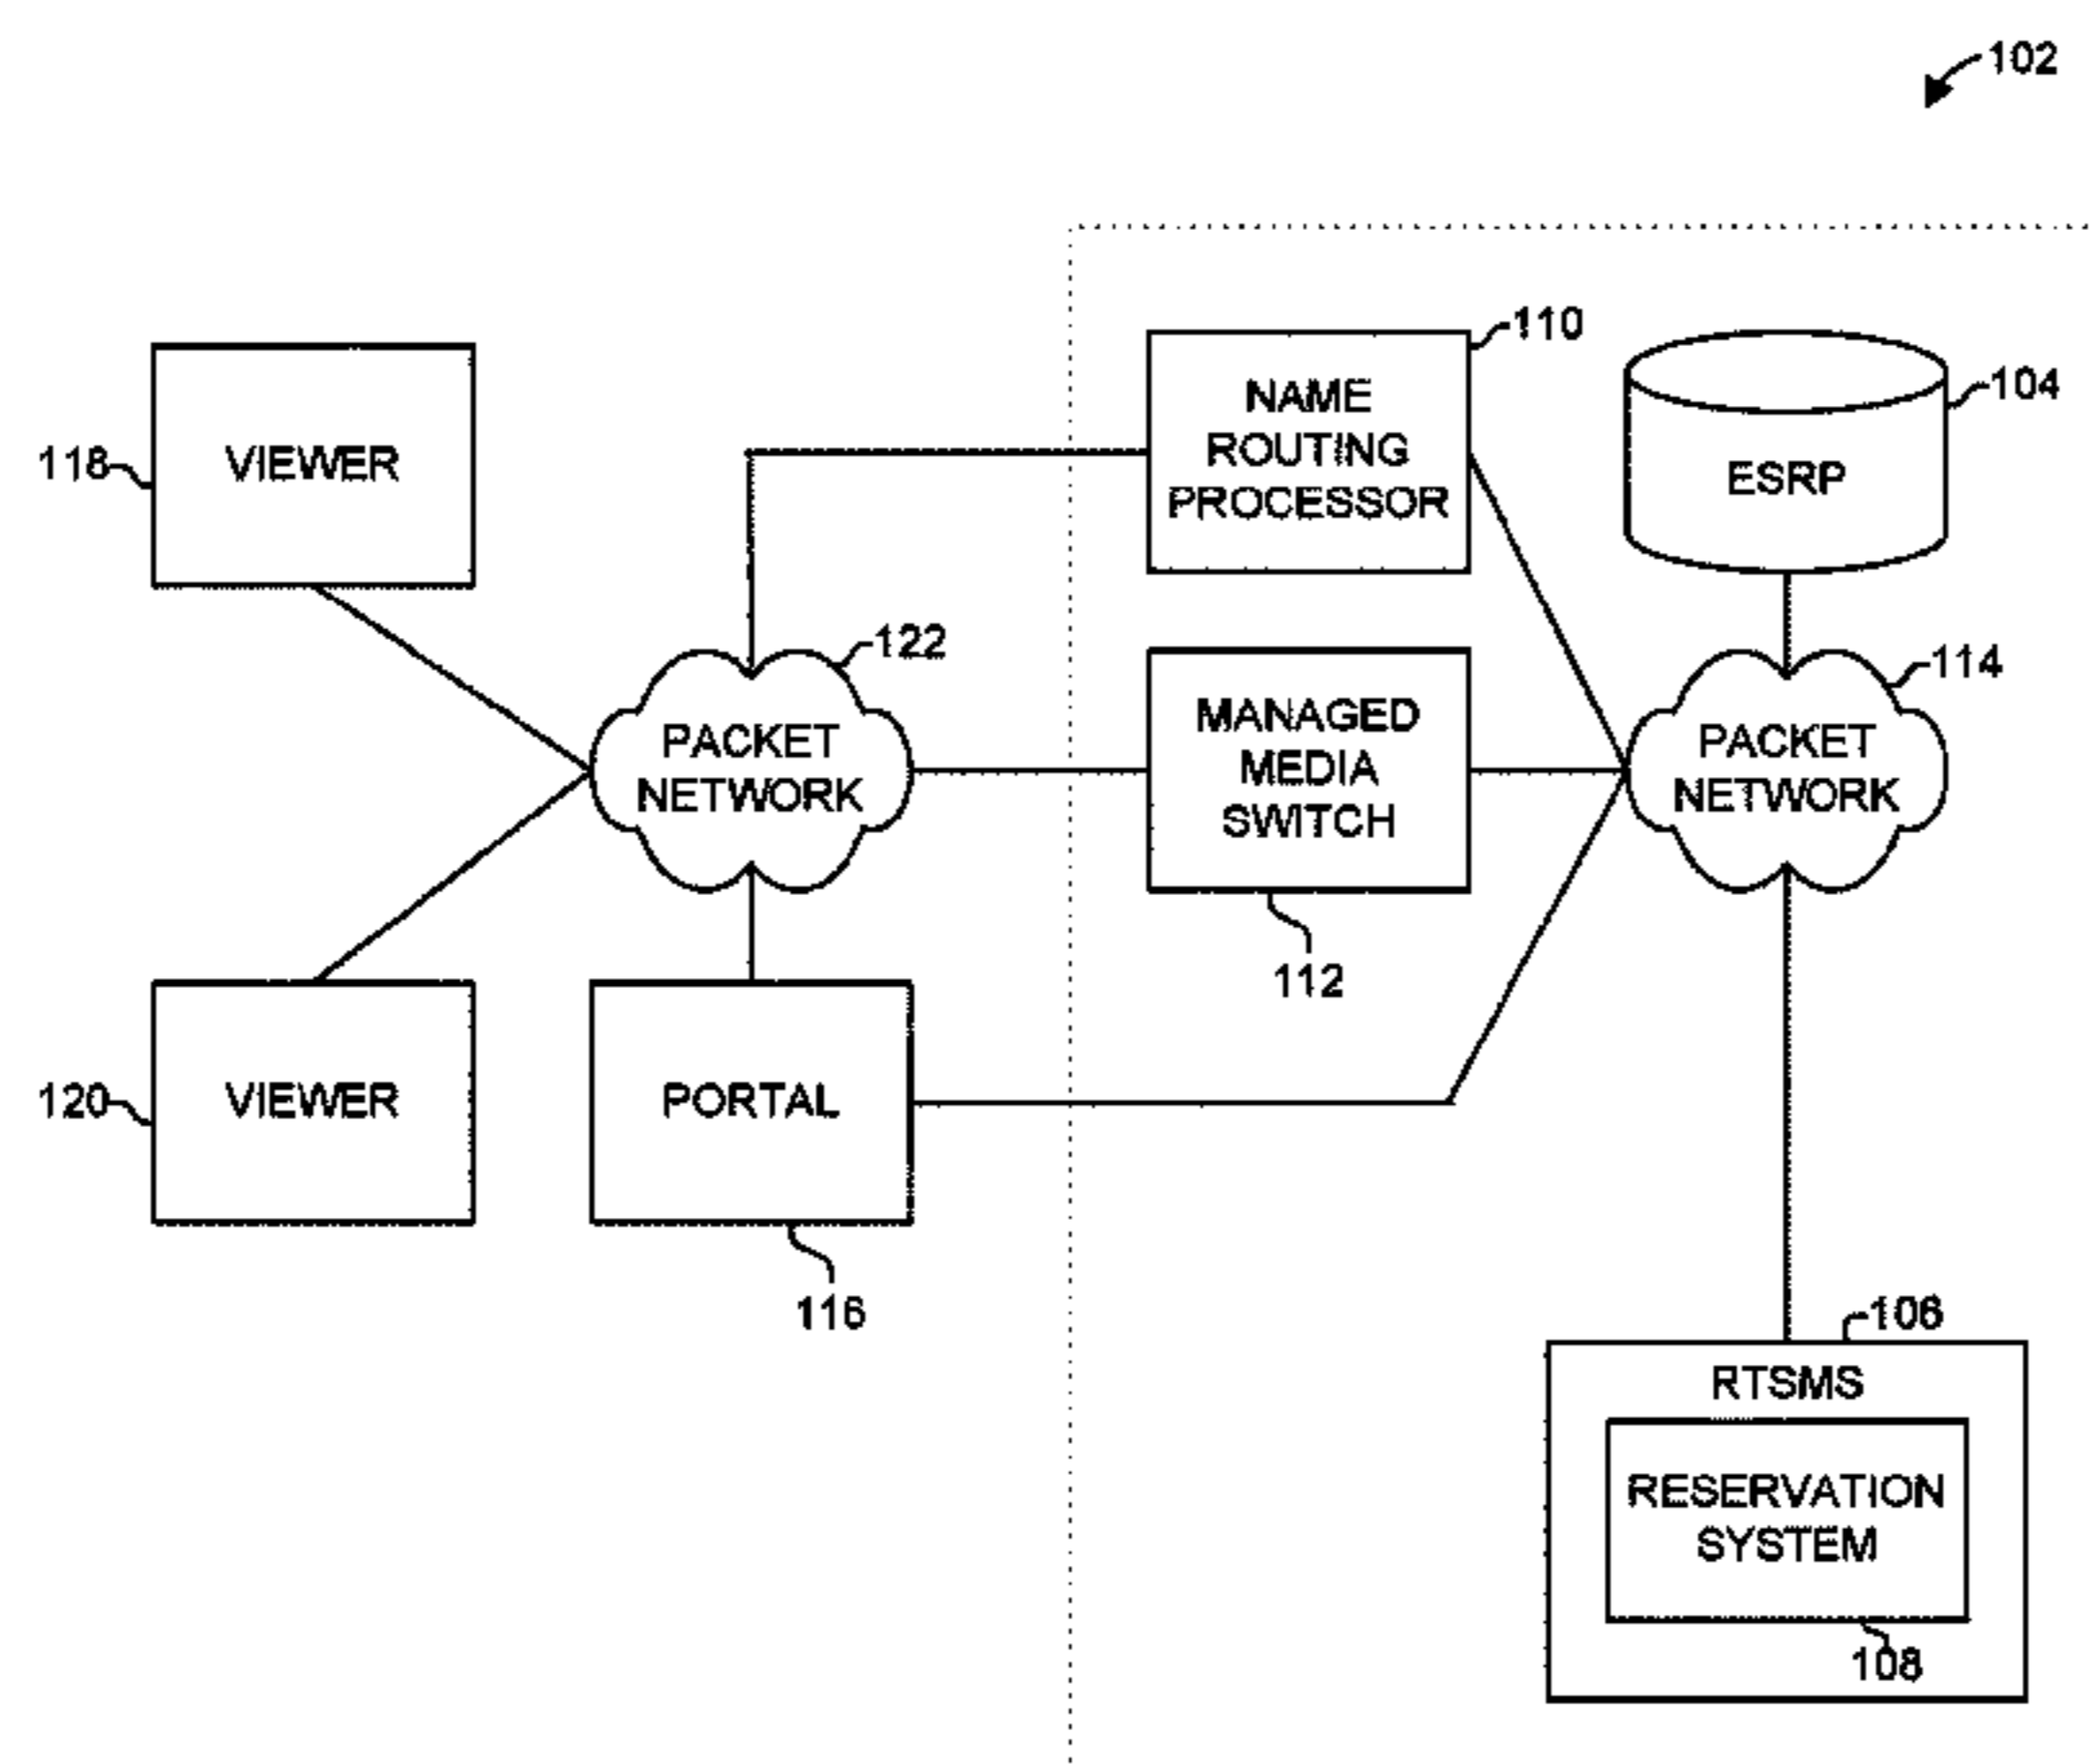 102
110
NAME
ROUTING
PROCESSOR
104
ESRP
118
VIEWER
122
PACKET
NETWORK
MANAGED
MEDIA
SWITCH
112
114
PACKET
NETWORK
120
VIEWER
PORTAL
116
106
RTSMS
RESERVATION
SYSTEM
108